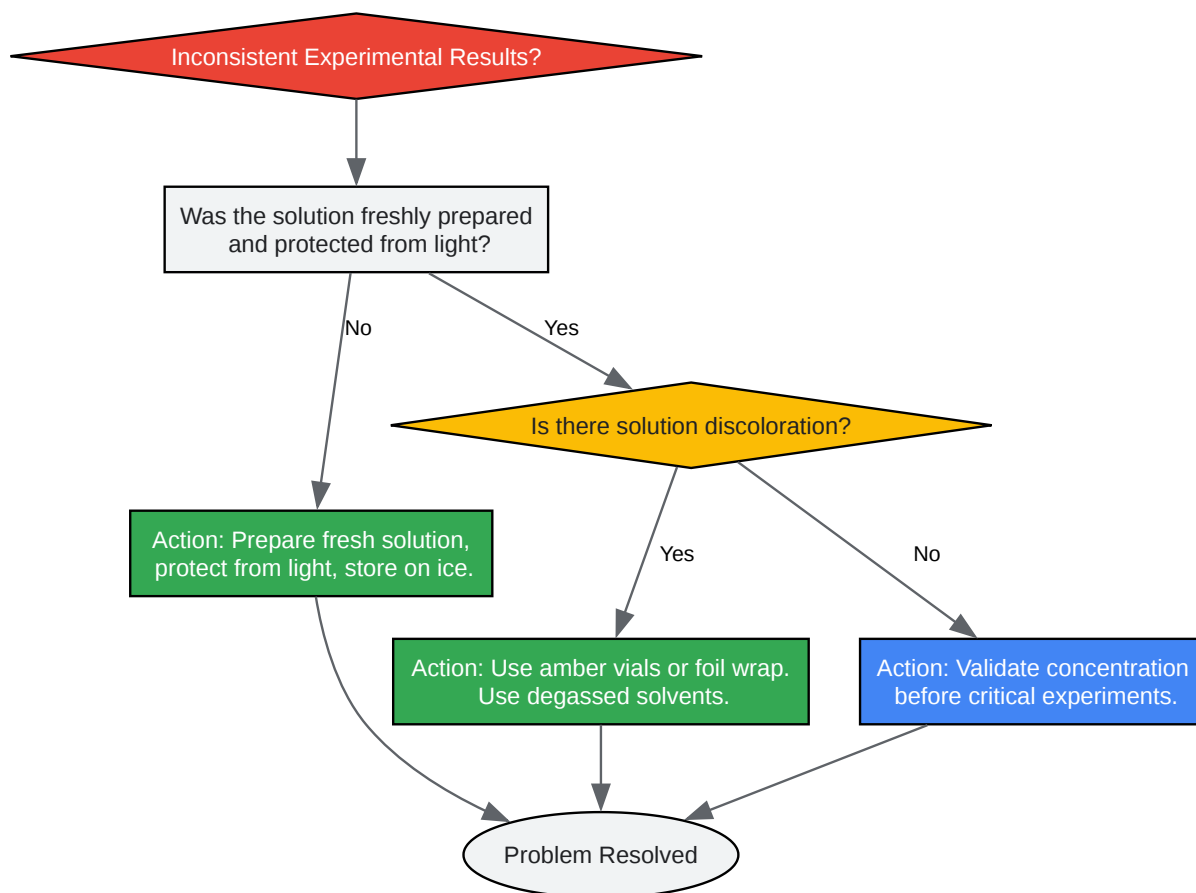 Inconsistent Experimental Results?
Was the solution freshly prepared
and protected from light?
No
Yes
Is there solution discoloration?
Action: Prepare fresh solution,
protect from light, store on ice.
Yes
No
Action: Use amber vials or foil wrap.
Use degassed solvents.
Action: Validate concentration
before critical experiments.
Problem Resolved